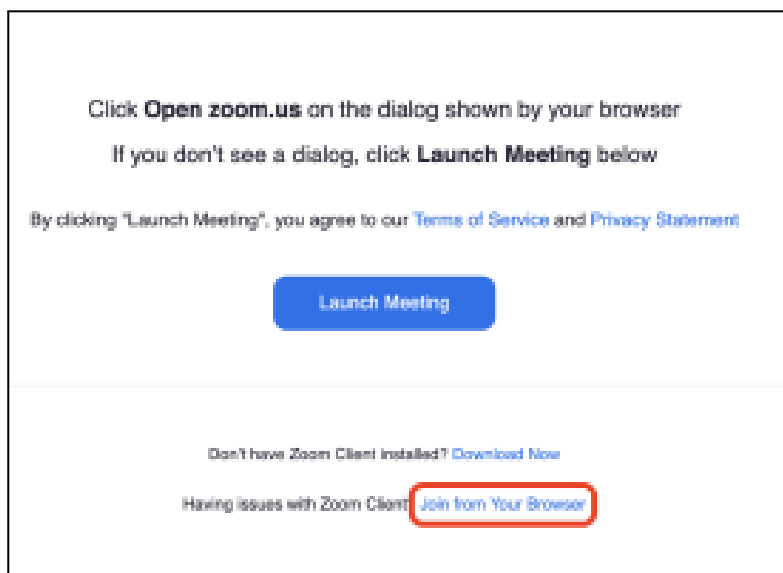 Click Open zoom.us on the dialog shown by your browser
If you don't see a dialog, click Launch Meeting below
By clicking "Launch Meeting", you agree to our Terms of Service and Privacy Statement
Launch Meeting
Don't have Zoom Client installed? Download Now
Having issues with Zoom Client Join from Your Browser